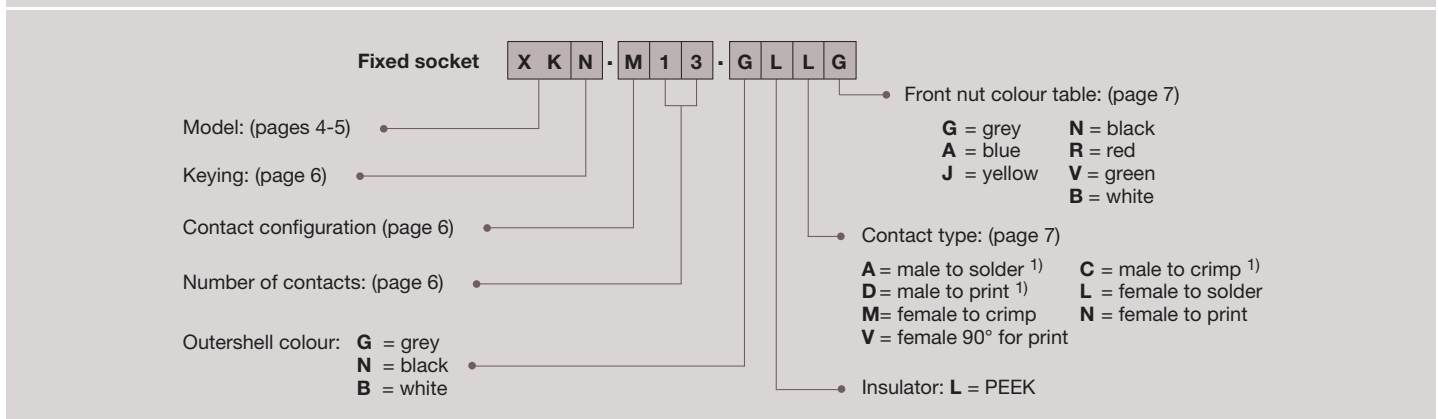 Fixed socket X K N · M 1 3 · G L L G
Model: (pages 4-5)
Keying: (page 6)
Contact configuration (page 6)
Number of contacts: (page 6)
Outershell colour: G = grey
N = black
B = white
Front nut colour table: (page 7)
G = grey N = black
A = blue R = red
J = yellow V = green
B = white
Contact type: (page 7)
A = male to solder 1) C = male to crimp 1)
D = male to print 1) L = female to solder
M= female to crimp N = female to print
V = female 90° for print
Insulator: L = PEEK